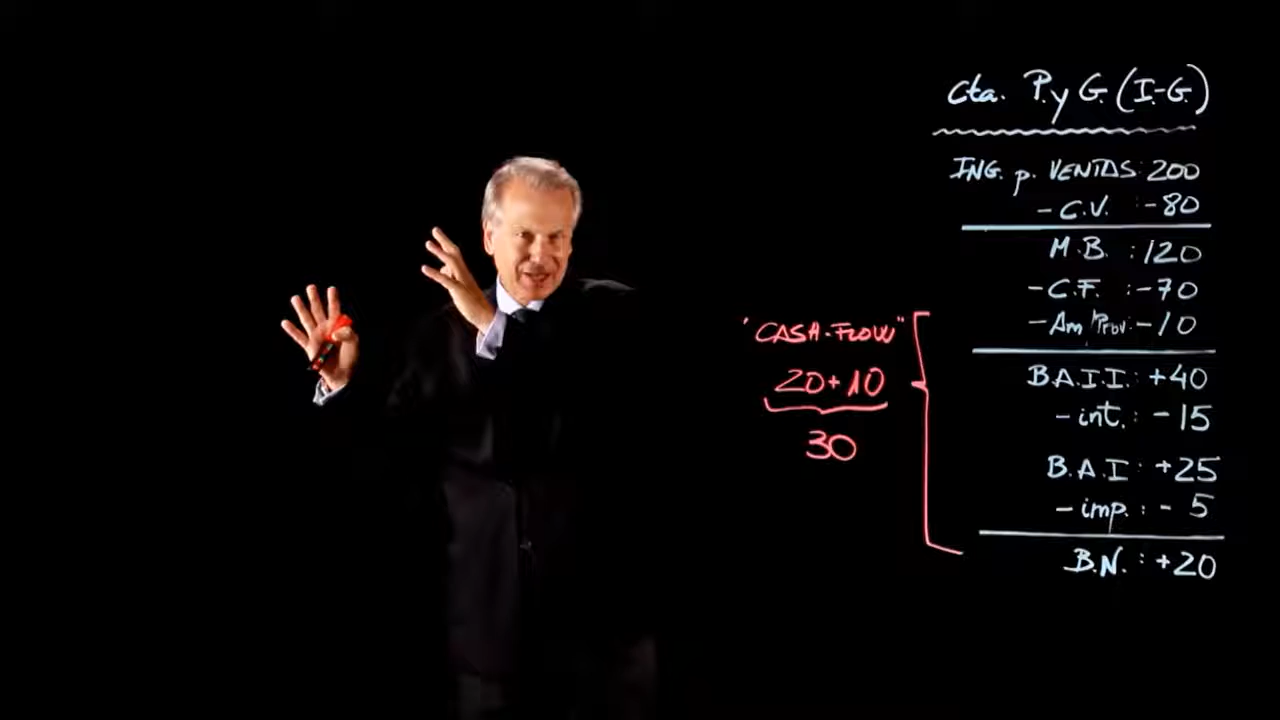 Cta. P. y G. (I.-G.)
ING. p. VENTAS: 200
- C.V. : -80
M.B. : 120
- C.F. : -70
- Am/Prov: -10
B.A.I.I.: +40
- int. : -15
B.A.I : +25
- imp. : - 5
B.N. : +20
"CASH-FLOW"
20+10
30